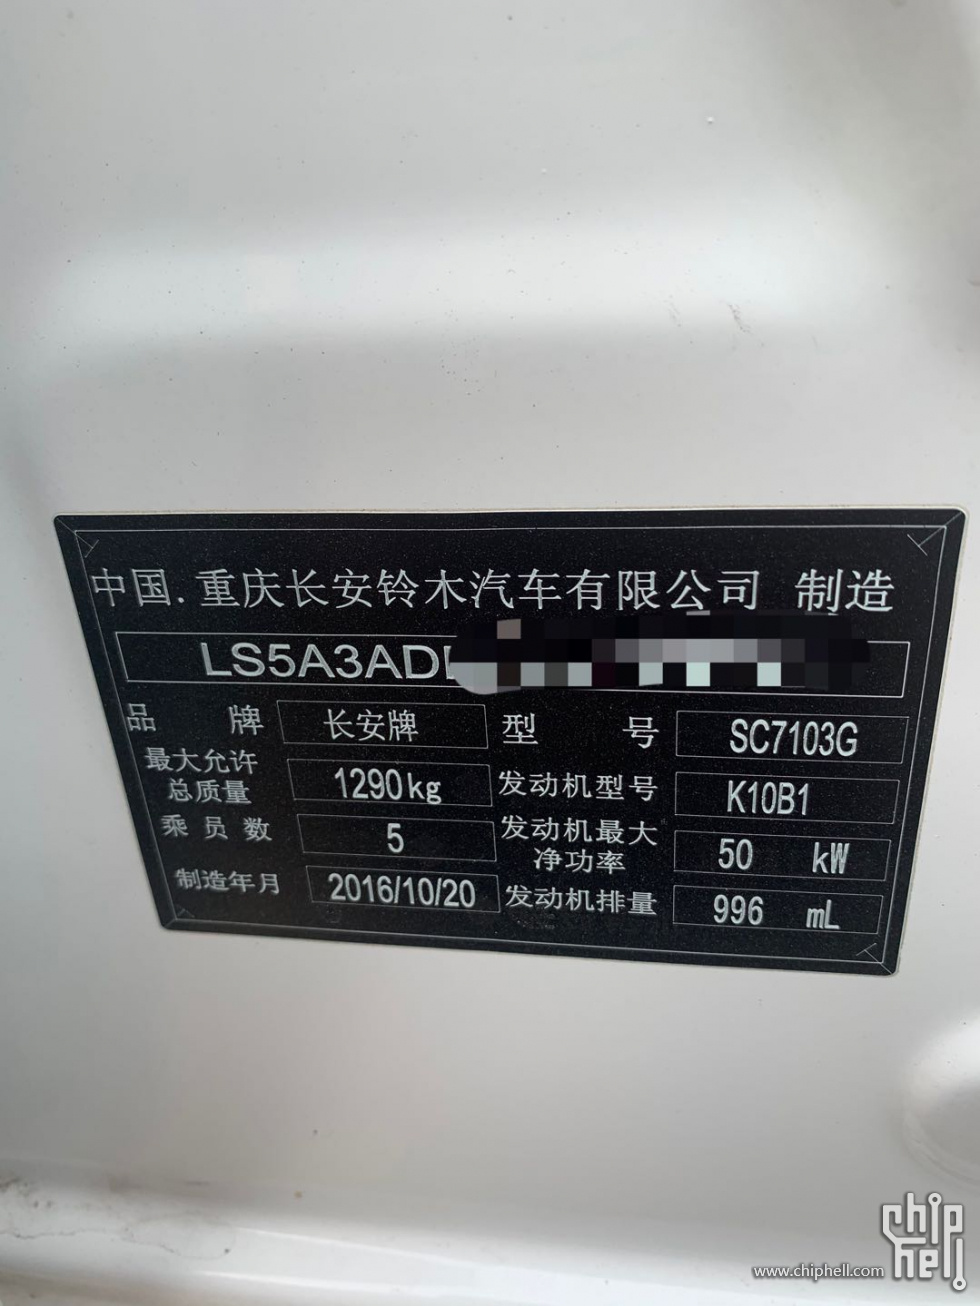 中国.重庆长安铃木汽车有限公司 制造
LS5A3AD
品牌 长安牌 型号 SC7103G
最大允许总质量 1290kg 发动机型号 K10B1
乘员数 5 发动机最大净功率 50 kW
制造年月 2016/10/20 发动机排量 996 mL
chip hell
www.chiphell.com